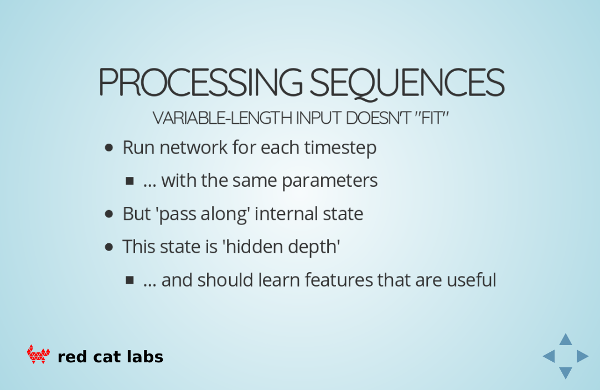 PROCESSING SEQUENCES
VARIABLE-LENGTH INPUT DOESN'T "FIT"
Run network for each timestep
... with the same parameters
But 'pass along' internal state
This state is 'hidden depth'
... and should learn features that are useful
red cat labs